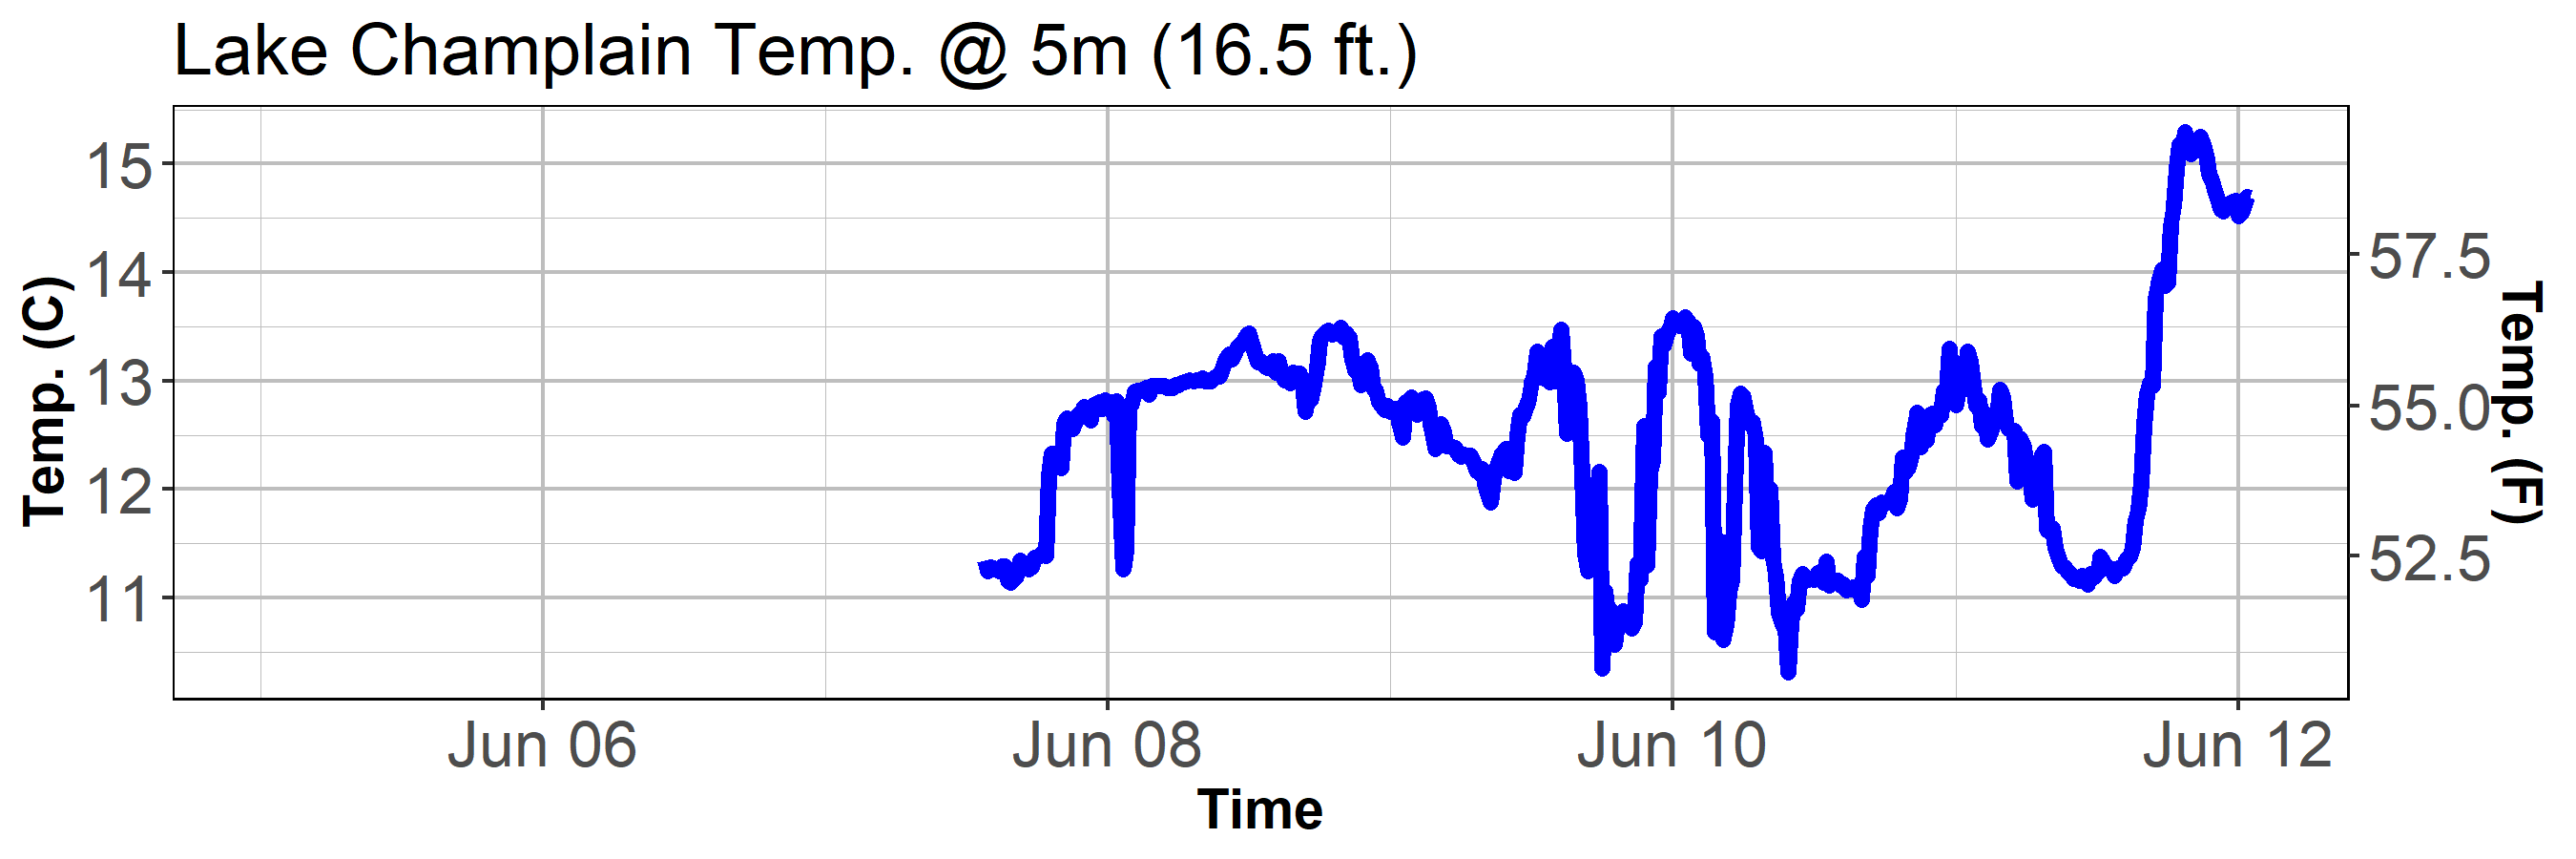 Lake Champlain Temp. @ 5m (16.5 ft.)
Temp. (C)
15
14
13
12
11
57.5
55.0
52.5
Temp. (F)
Jun 06 Jun 08 Jun 10 Jun 12
Time